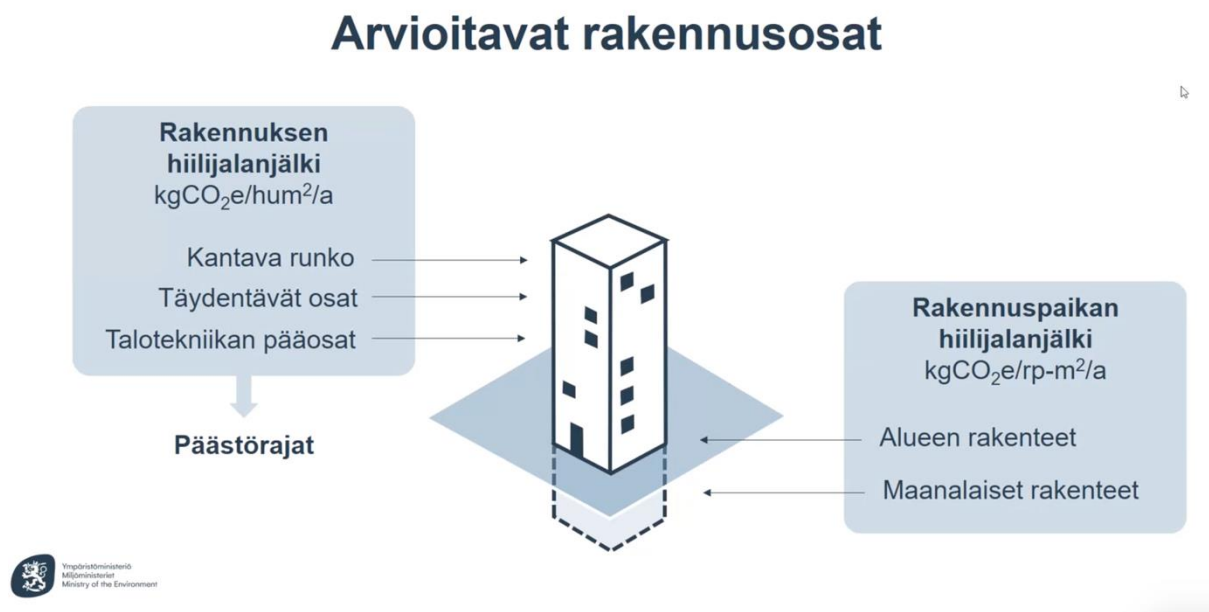 Arvioitavat rakennusosat
Rakennuksen
hiilijalanjälki
kgCO₂e/hum²/a
Kantava runko
Täydentävät osat
Talotekniikan pääosat
Päästörajat
Rakennuspaikan
hiilijalanjälki
kgCO₂e/rp-m²/a
Alueen rakenteet
Maanalaiset rakenteet
Ympäristöministeriö
Miljöministeriet
Ministry of the Environment